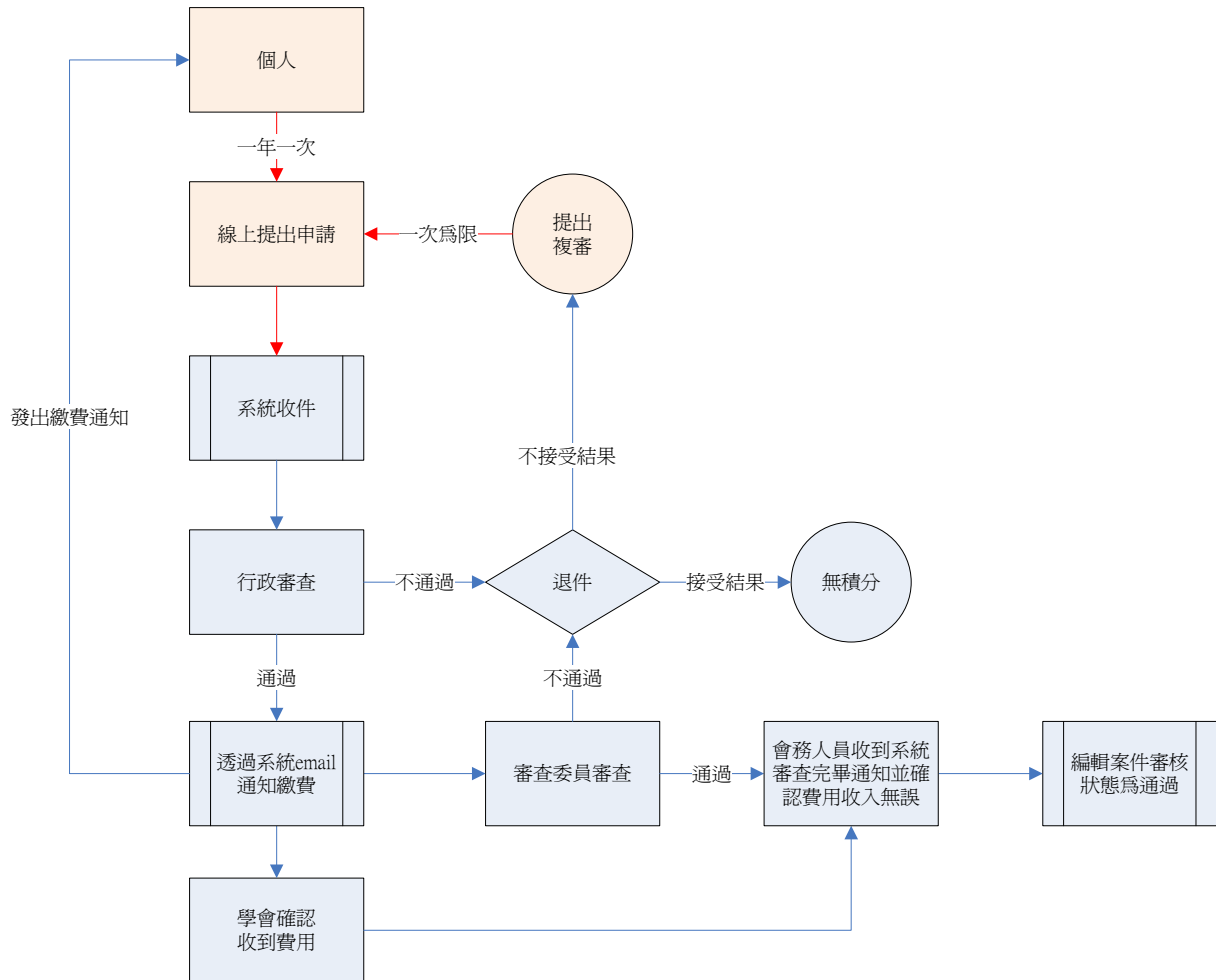 個人
一年一次
線上提出申請
一次爲限
提出
複審
系統收件
發出繳費通知
不接受結果
行政審查
不通過
退件
接受結果
無積分
通過
不通過
透過系統email
通知繳費
審查委員審查
通過
會務人員收到系統
審查完畢通知並確
認費用收入無誤
編輯案件審核
狀態爲通過
學會確認
收到費用